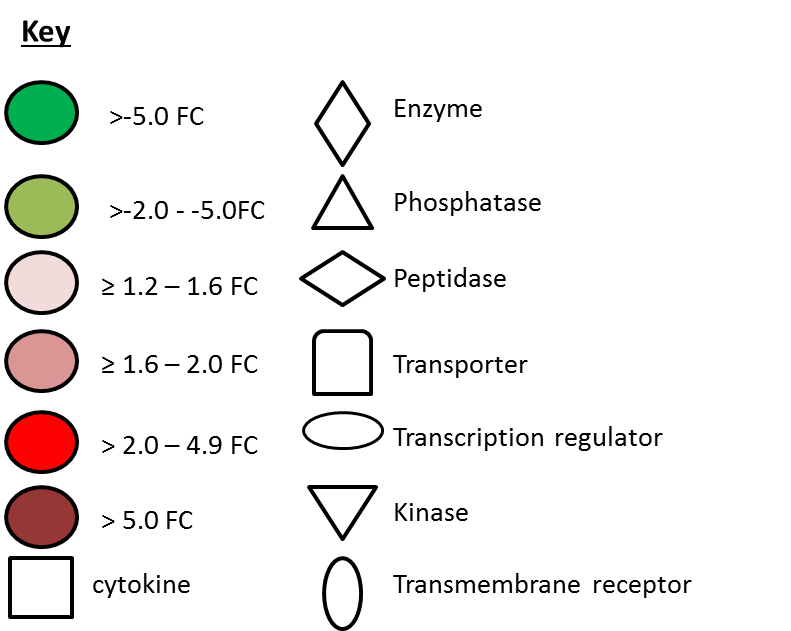 Key
>-5.0 FC
Enzyme
>-2.0 - -5.0FC
Phosphatase
≥ 1.2 – 1.6 FC
Peptidase
≥ 1.6 – 2.0 FC
Transporter
> 2.0 – 4.9 FC
Transcription regulator
> 5.0 FC
Kinase
cytokine
Transmembrane receptor